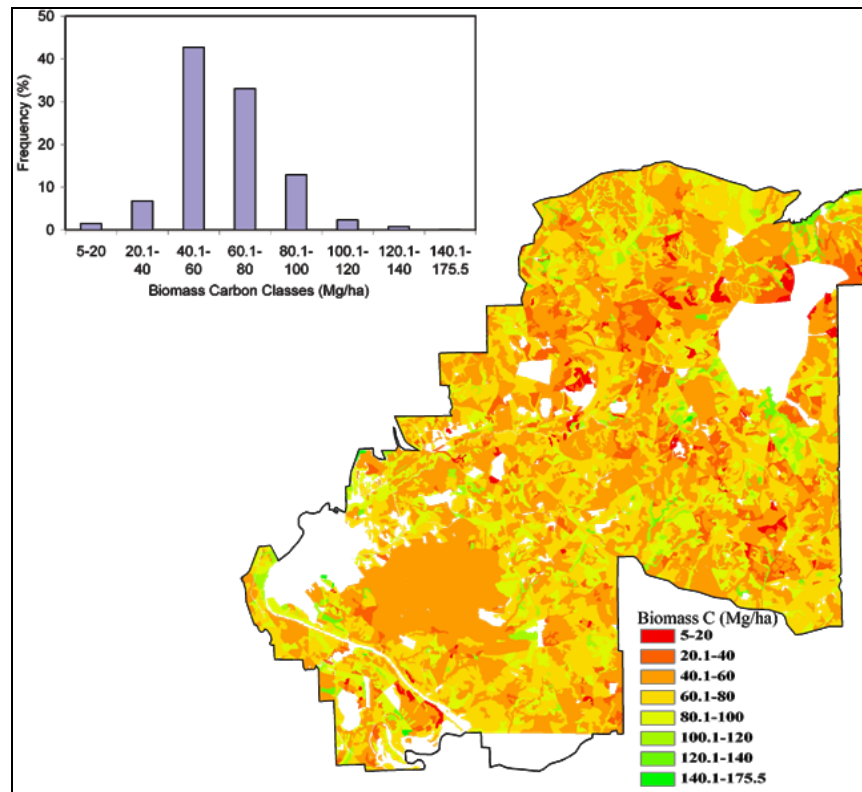 50
40
30
20
10
0
Frequency (%)
5-20 20.1- 40.1- 60.1- 80.1- 100.1- 120.1- 140.1-
40 60 80 100 120 140 175.5
Biomass Carbon Classes (Mg/ha)
Biomass C (Mg/ha)
5-20
20.1-40
40.1-60
60.1-80
80.1-100
100.1-120
120.1-140
140.1-175.5